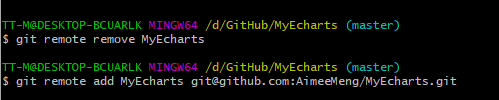 TT-M@DESKTOP-BCUARLK MINGW64 /d/GitHub/MyEcharts (master)
$ git remote remove MyEcharts
TT-M@DESKTOP-BCUARLK MINGW64 /d/GitHub/MyEcharts (master)
$ git remote add MyEcharts git@github.com:AimeeMeng/MyEcharts.git